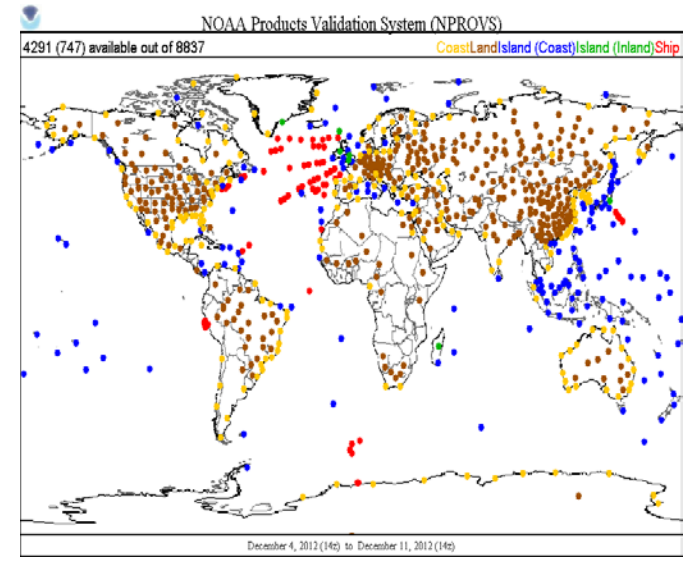 NOAA Products Validation System (NPROVS)
4291 (747) available out of 8837 CoastLandIsland (Coast)Island (Inland)Ship
December 4, 2012 (14z) to December 11, 2012 (14z)